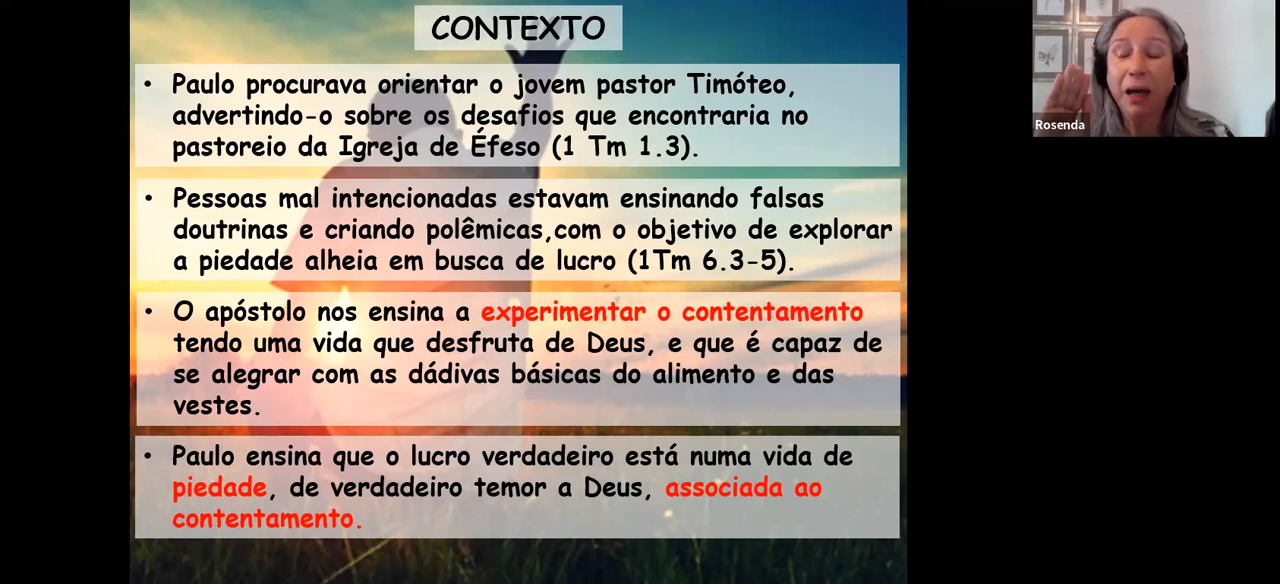 CONTEXTO
• Paulo procurava orientar o jovem pastor Timóteo,
advertindo-o sobre os desafios que encontraria no
pastoreio da Igreja de Éfeso (1 Tm 1.3).
• Pessoas mal intencionadas estavam ensinando falsas
doutrinas e criando polêmicas,com o objetivo de explorar
a piedade alheia em busca de lucro (1Tm 6.3-5).
• O apóstolo nos ensina a experimentar o contentamento
tendo uma vida que desfruta de Deus, e que é capaz de
se alegrar com as dádivas básicas do alimento e das
vestes.
• Paulo ensina que o lucro verdadeiro está numa vida de
piedade, de verdadeiro temor a Deus, associada ao
contentamento.
Rosenda